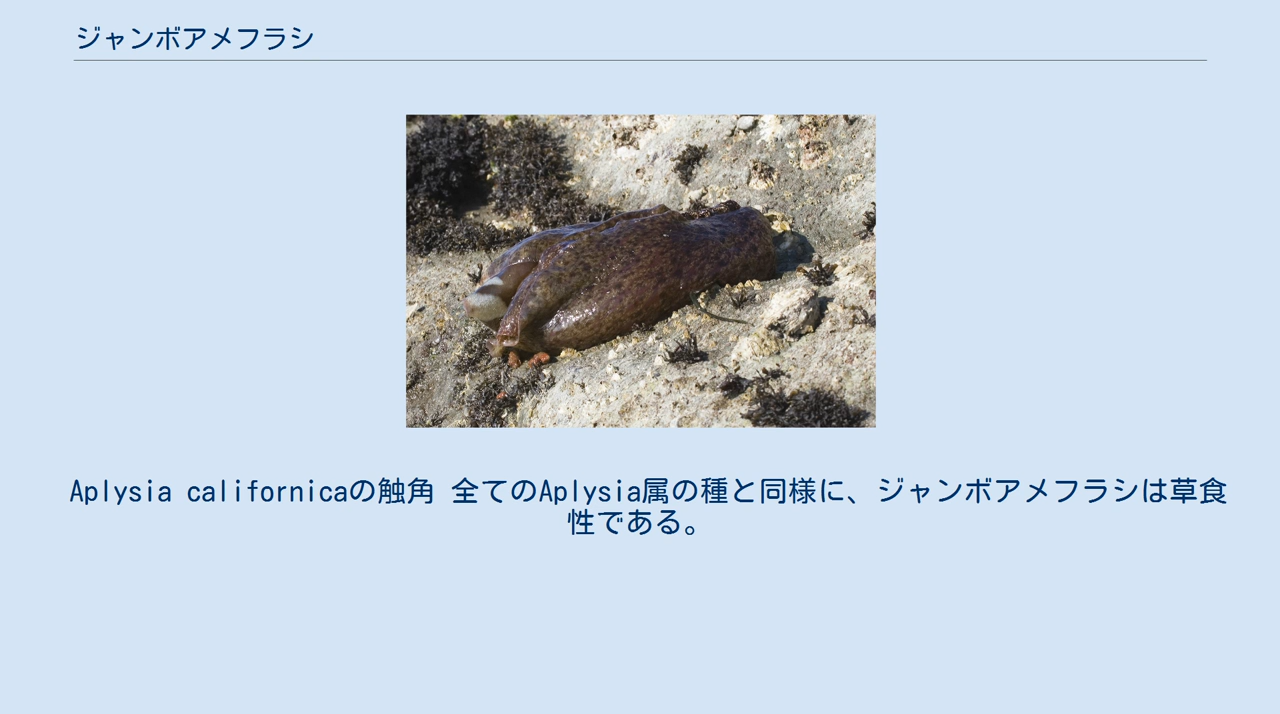 ジャンボアメフラシ
Aplysia californicaの触角 全てのAplysia属の種と同様に、ジャンボアメフラシは草食
性である。